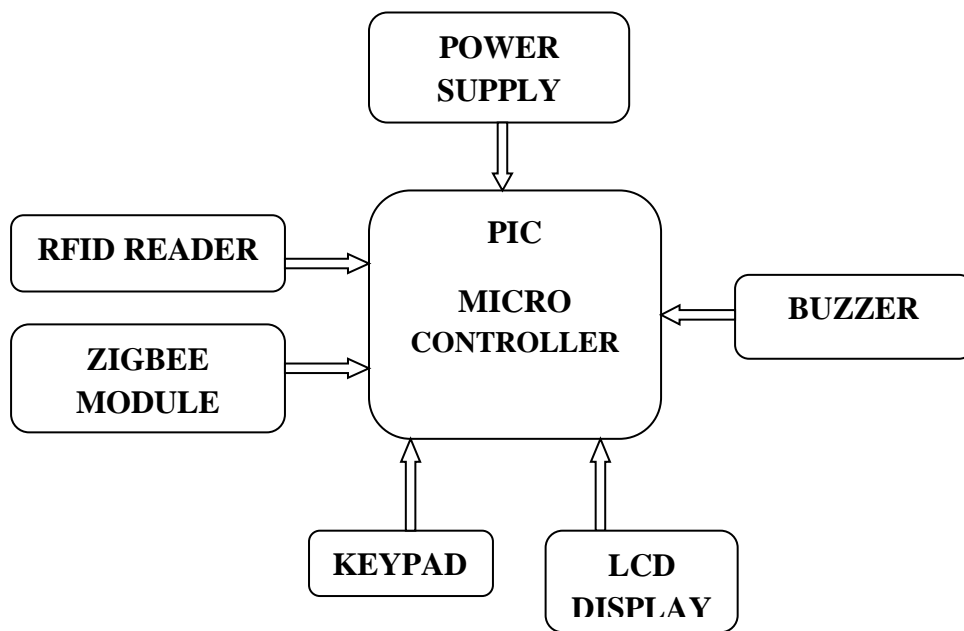 POWER
SUPPLY
RFID READER
PIC
MICRO
CONTROLLER
BUZZER
ZIGBEE
MODULE
KEYPAD
LCD
DISPLAY